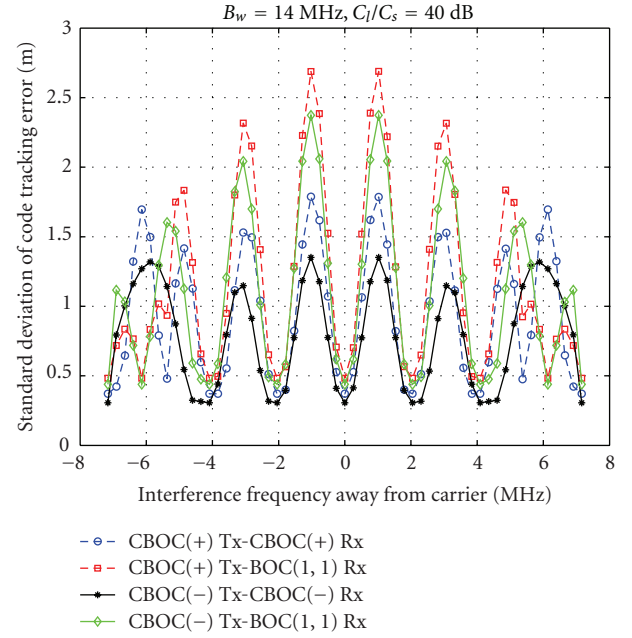 B_w = 14 MHz, C_l/C_s = 40 dB
Standard deviation of code tracking error (m)
3
2.5
2
1.5
1
0.5
0
−8
−6
−4
−2
0
2
4
6
8
Interference frequency away from carrier (MHz)
CBOC(+) Tx-CBOC(+) Rx
CBOC(+) Tx-BOC(1, 1) Rx
CBOC(−) Tx-CBOC(−) Rx
CBOC(−) Tx-BOC(1, 1) Rx